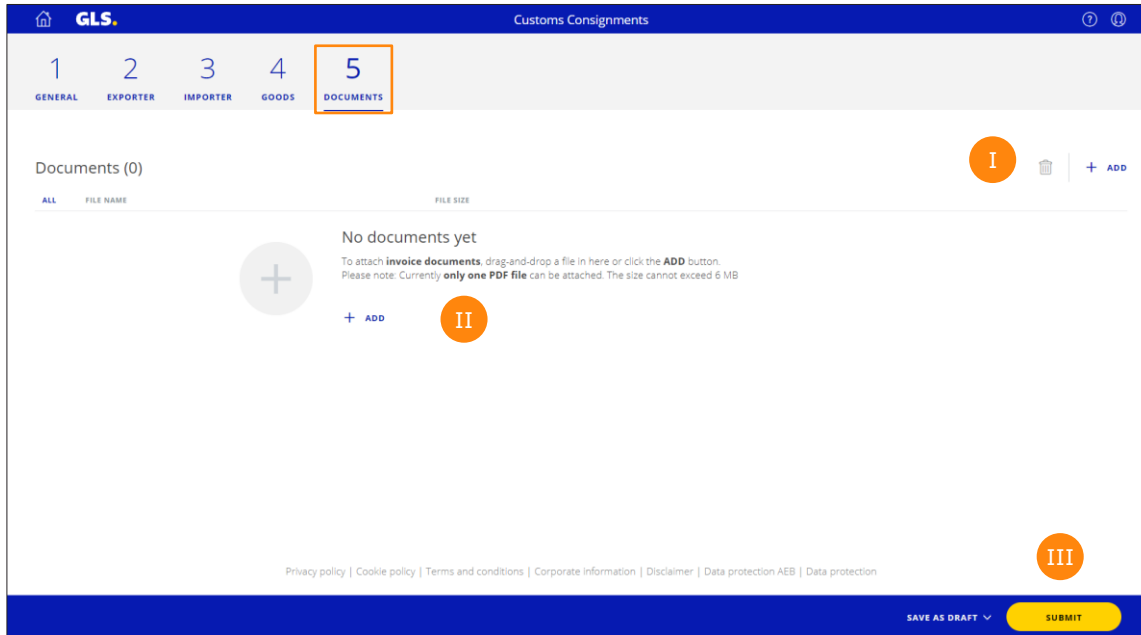 GLS. Customs Consignments
1 2 3 4 5
GENERAL EXPORTER IMPORTER GOODS DOCUMENTS
Documents (0) I + ADD
ALL FILE NAME FILE SIZE
No documents yet
To attach invoice documents, drag-and-drop a file in here or click the ADD button.
Please note: Currently only one PDF file can be attached. The size cannot exceed 6 MB
+ ADD II
III
Privacy policy | Cookie policy | Terms and conditions | Corporate information | Disclaimer | Data protection AEB | Data protection
SAVE AS DRAFT SUBMIT